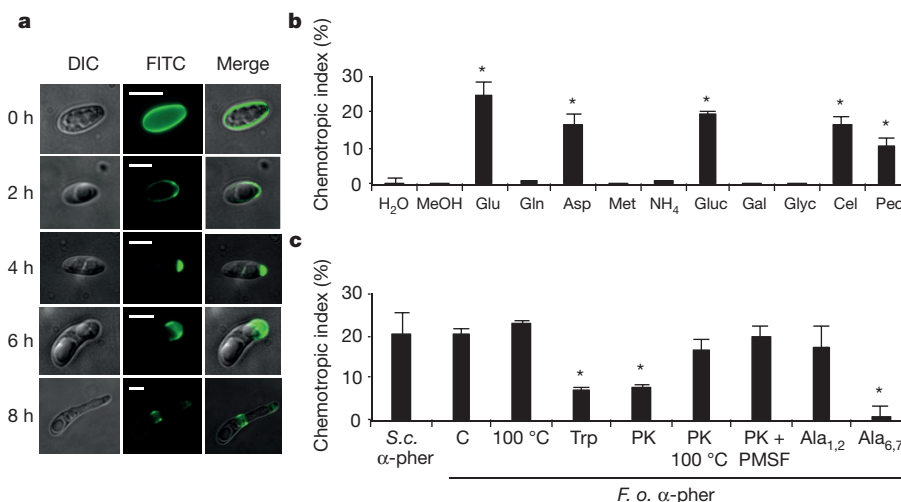 a
DIC FITC Merge
0 h
2 h
4 h
6 h
8 h
b
Chemotropic index (%)
30
20
10
0
H₂O MeOH Glu Gln Asp Met NH₄ Gluc Gal Glyc Cel Pec
* * * * *
c
Chemotropic index (%)
30
20
10
0
* * *
S.c. α-pher C 100 °C Trp PK PK 100 °C PK + PMSF Ala₁,₂ Ala₆,₇
F. o. α-pher